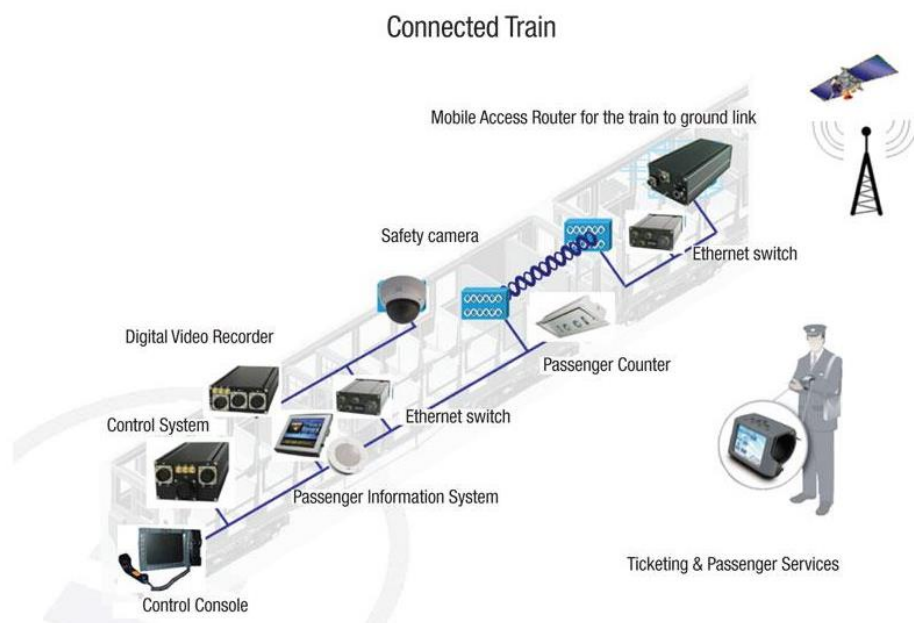 Connected Train
Mobile Access Router for the train to ground link
Safety camera
Ethernet switch
Digital Video Recorder
Passenger Counter
Control System
Ethernet switch
Passenger Information System
Ticketing & Passenger Services
Control Console